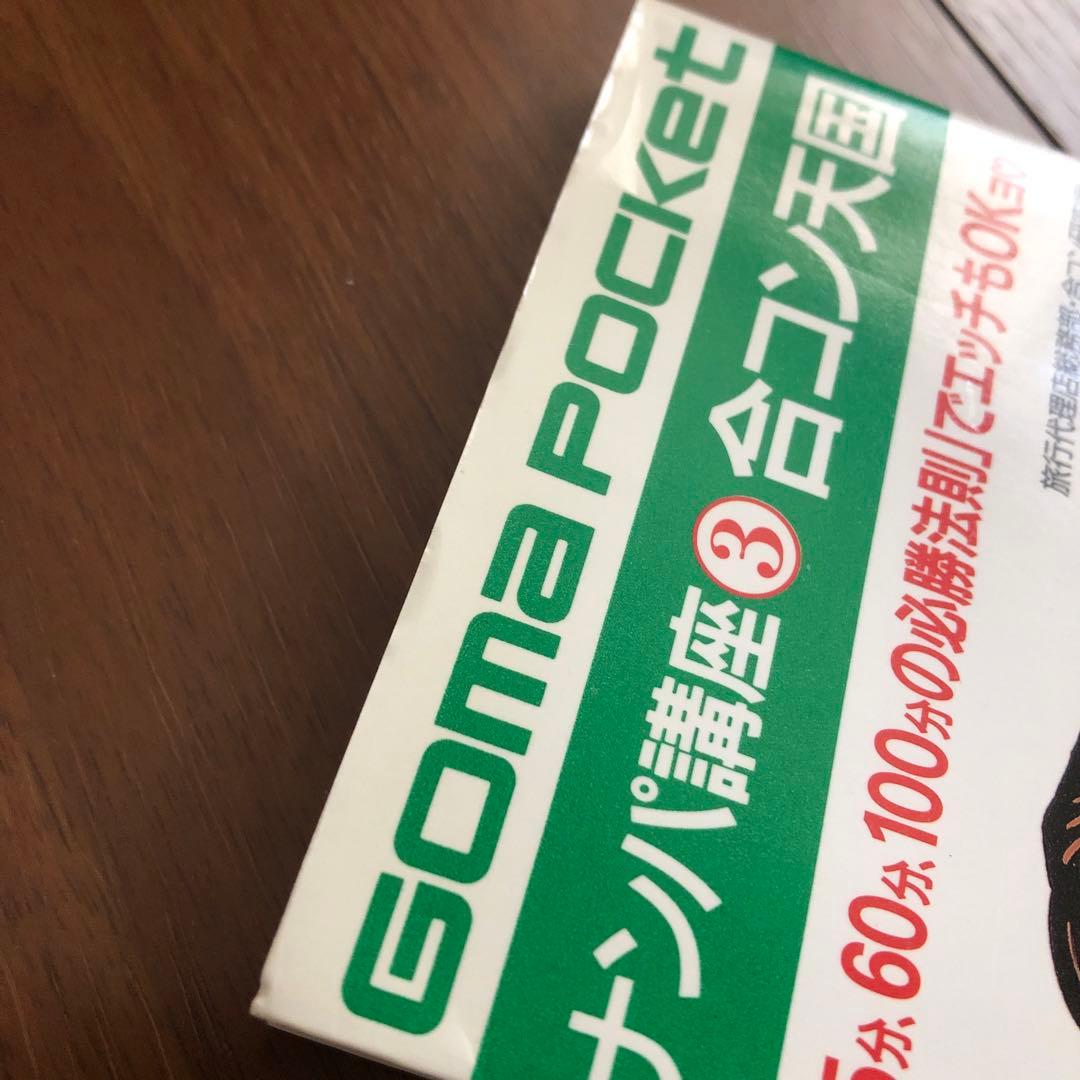 GOMA POCKET
ナンパ講座③合コン天国
5分、60分、100分の必勝法則」でエッチもOKョ♡
旅行代理店総務部・合コン